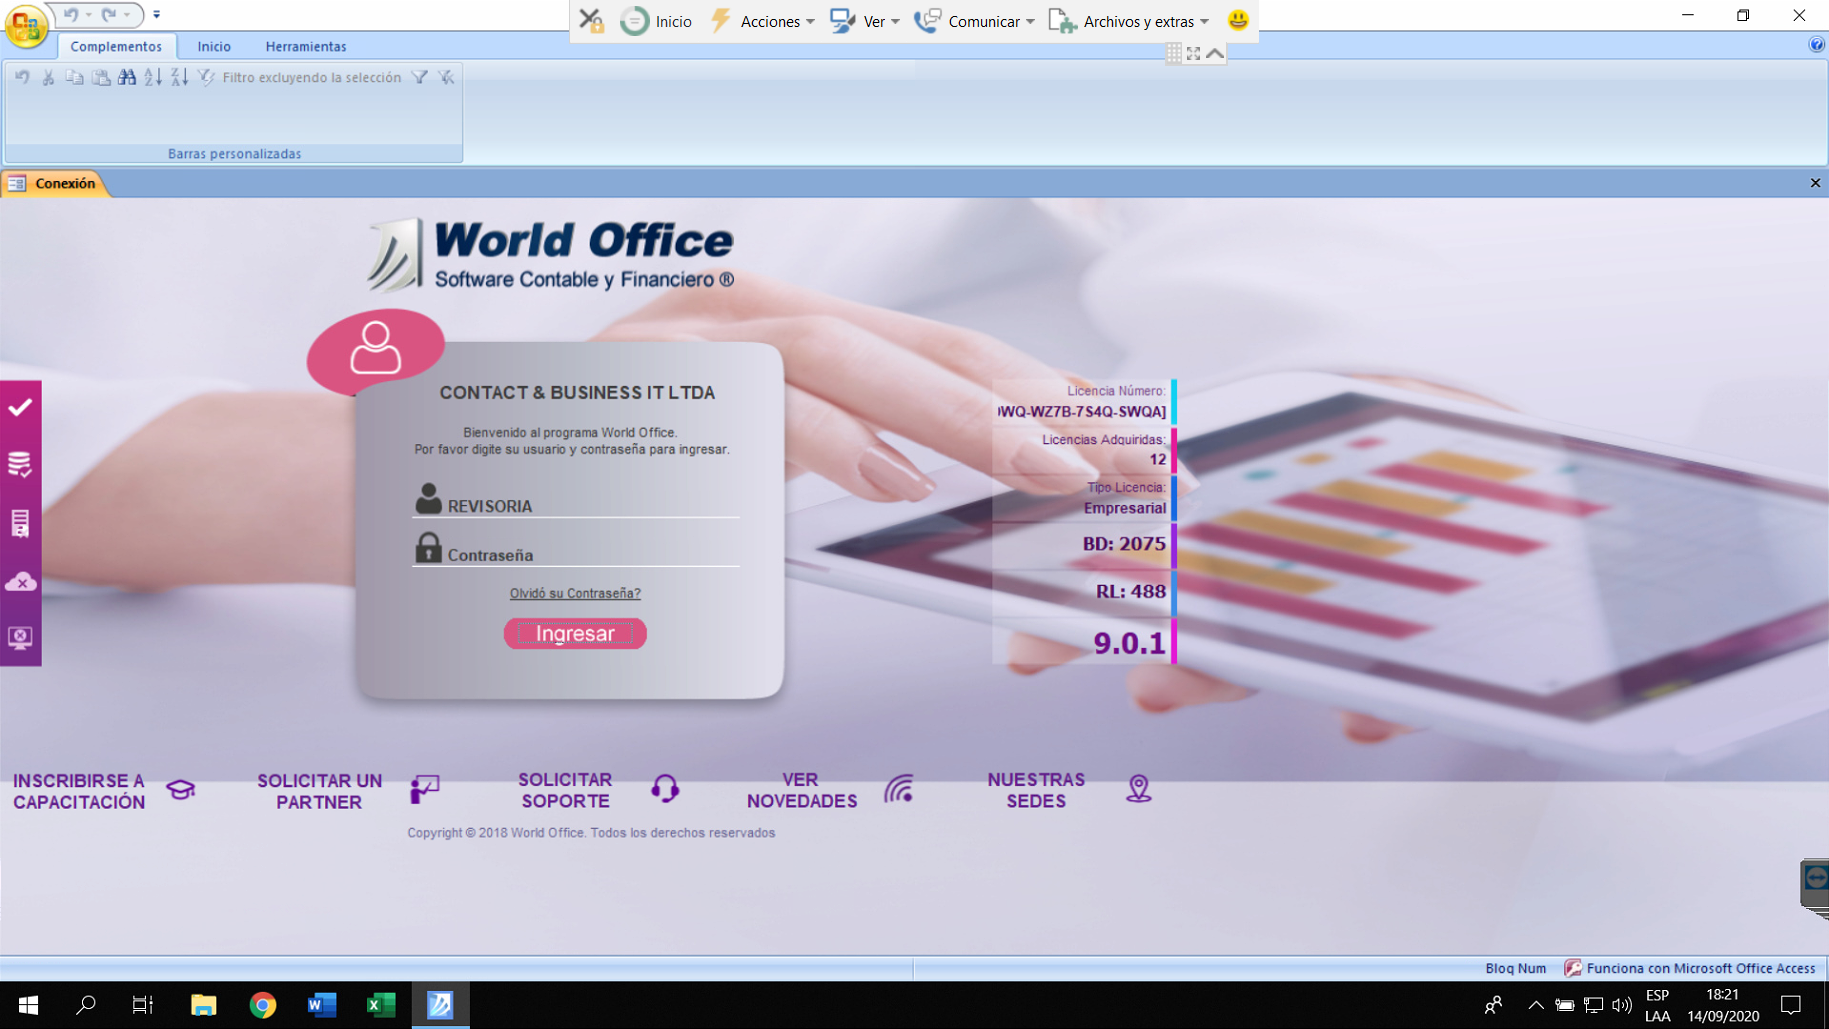 Inicio
Acciones
Ver
Comunicar
Archivos y extras
Complementos
Inicio
Herramientas
Filtro excluyendo la selección
Barras personalizadas
Conexión
World Office
Software Contable y Financiero ®
CONTACT & BUSINESS IT LTDA
Bienvenido al programa World Office.
Por favor digite su usuario y contraseña para ingresar.
REVISORIA
Contraseña
Olvidó su Contraseña?
Ingresar
Licencia Número:
WQ-WZ7B-7S4Q-SWQA]
Licencias Adquiridas:
12
Tipo Licencia:
Empresarial
BD: 2075
RL: 488
9.0.1
INSCRIBIRSE A
CAPACITACIÓN
SOLICITAR UN
PARTNER
SOLICITAR
SOPORTE
VER
NOVEDADES
NUESTRAS
SEDES
Copyright © 2018 World Office. Todos los derechos reservados
Bloq Num
Funciona con Microsoft Office Access
ESP
LAA
18:21
14/09/2020